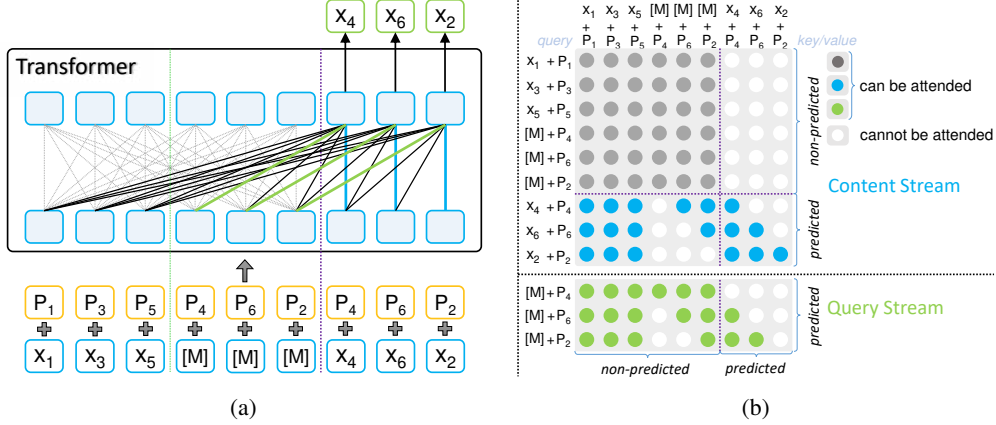 x4 x6 x2
Transformer
P1 P3 P5 P4 P6 P2 P4 P6 P2
+ + + + + + + + +
x1 x3 x5 [M] [M] [M] x4 x6 x2
(a)
x1 x3 x5 [M] [M] [M] x4 x6 x2
+ + + + + + + + +
query P1 P3 P5 P4 P6 P2 P4 P6 P2 key/value
x1 + P1
x3 + P3
x5 + P5
[M] + P4
[M] + P6
[M] + P2
non-predicted
can be attended
cannot be attended
Content Stream
x4 + P4
x6 + P6
x2 + P2
predicted
[M] + P4
[M] + P6
[M] + P2
predicted
Query Stream
non-predicted predicted
(b)